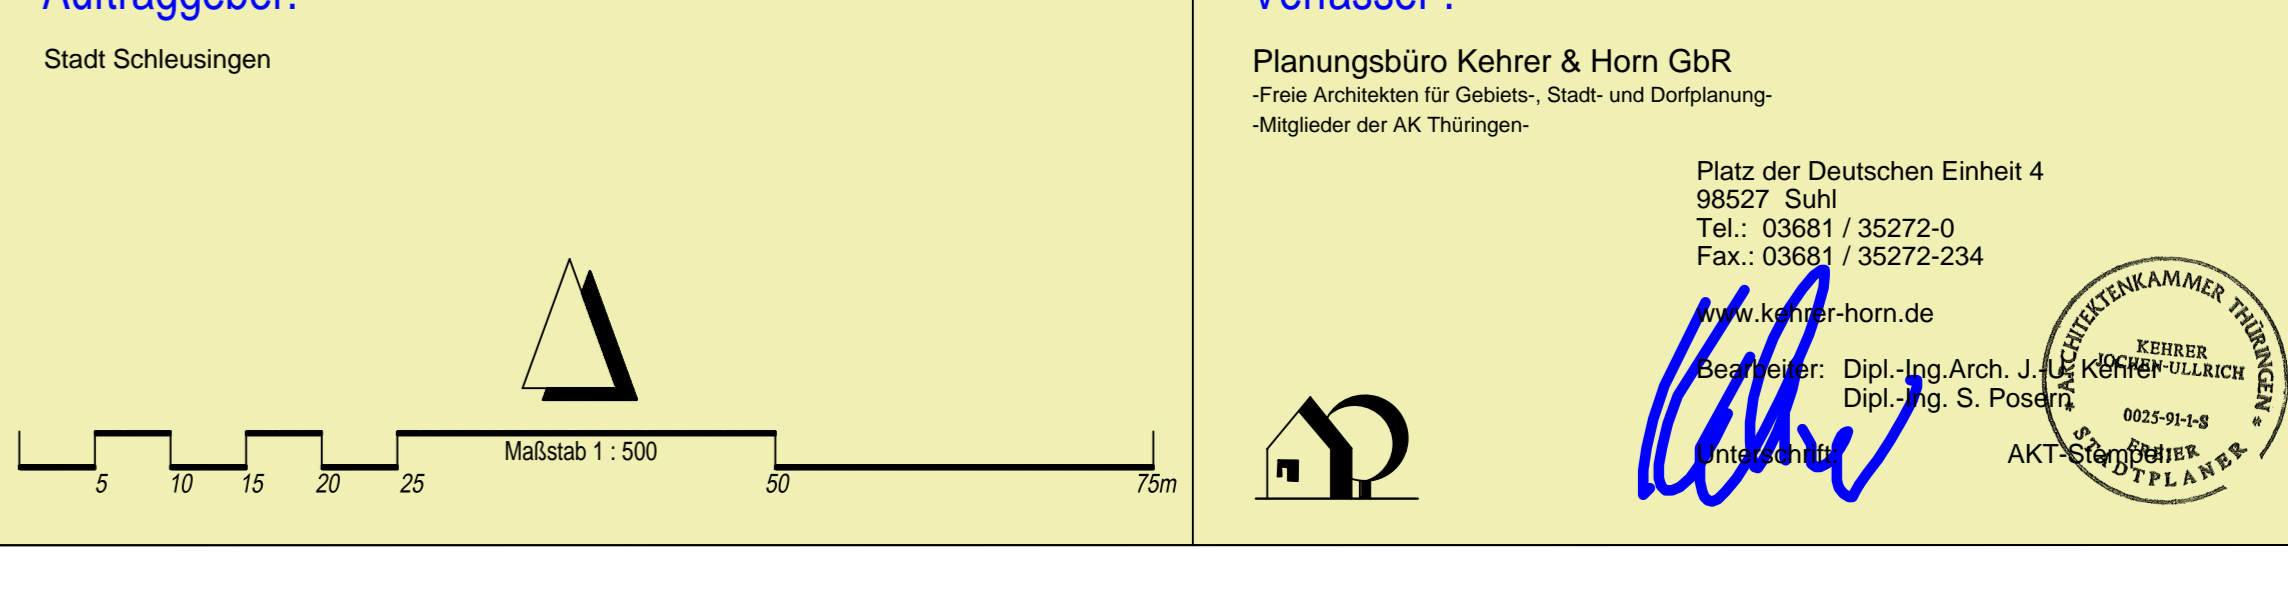 Auftraggeber:
Stadt Schleusingen
Maßstab 1 : 500
5 10 15 20 25 50 75m
Verfasser :
Planungsbüro Kehrer & Horn GbR
-Freie Architekten für Gebiets-, Stadt- und Dorfplanung-
-Mitglieder der AK Thüringen-
Platz der Deutschen Einheit 4
98527 Suhl
Tel.: 03681 / 35272-0
Fax.: 03681 / 35272-234
www.kehrer-horn.de
Bearbeiter: Dipl.-Ing.Arch. J.-U. Kehrer
Dipl.-Ing. S. Posern
Unterschrift: AKT-Stempel:
* ARCHITEKTENKAMMER THÜRINGEN *
KEHRER
JOCHEN-ULLRICH
0025-91-1-S
FREIER
STADTPLANER